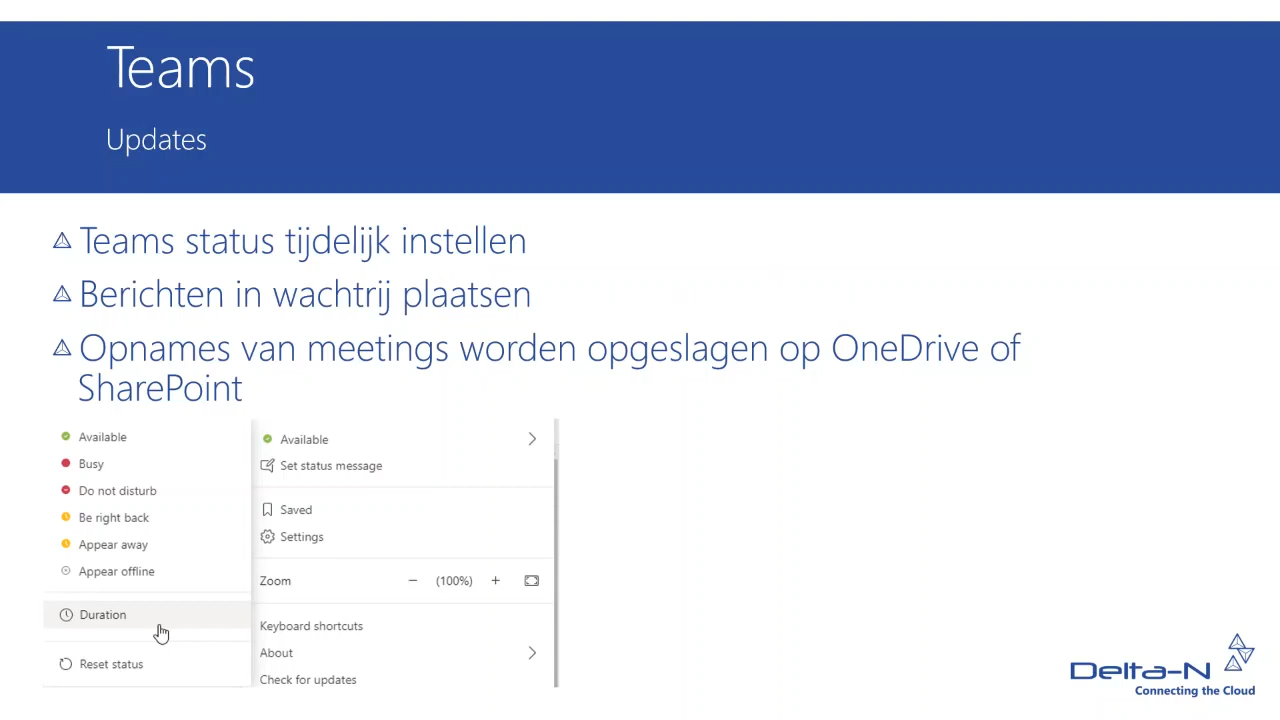 Teams
Updates
Teams status tijdelijk instellen
Berichten in wachtrij plaatsen
Opnames van meetings worden opgeslagen op OneDrive of
SharePoint
Available
Busy
Do not disturb
Be right back
Appear away
Appear offline
Duration
Reset status
Available
Set status message
Saved
Settings
Zoom − (100%) +
Keyboard shortcuts
About
Check for updates
Delta-N
Connecting the Cloud